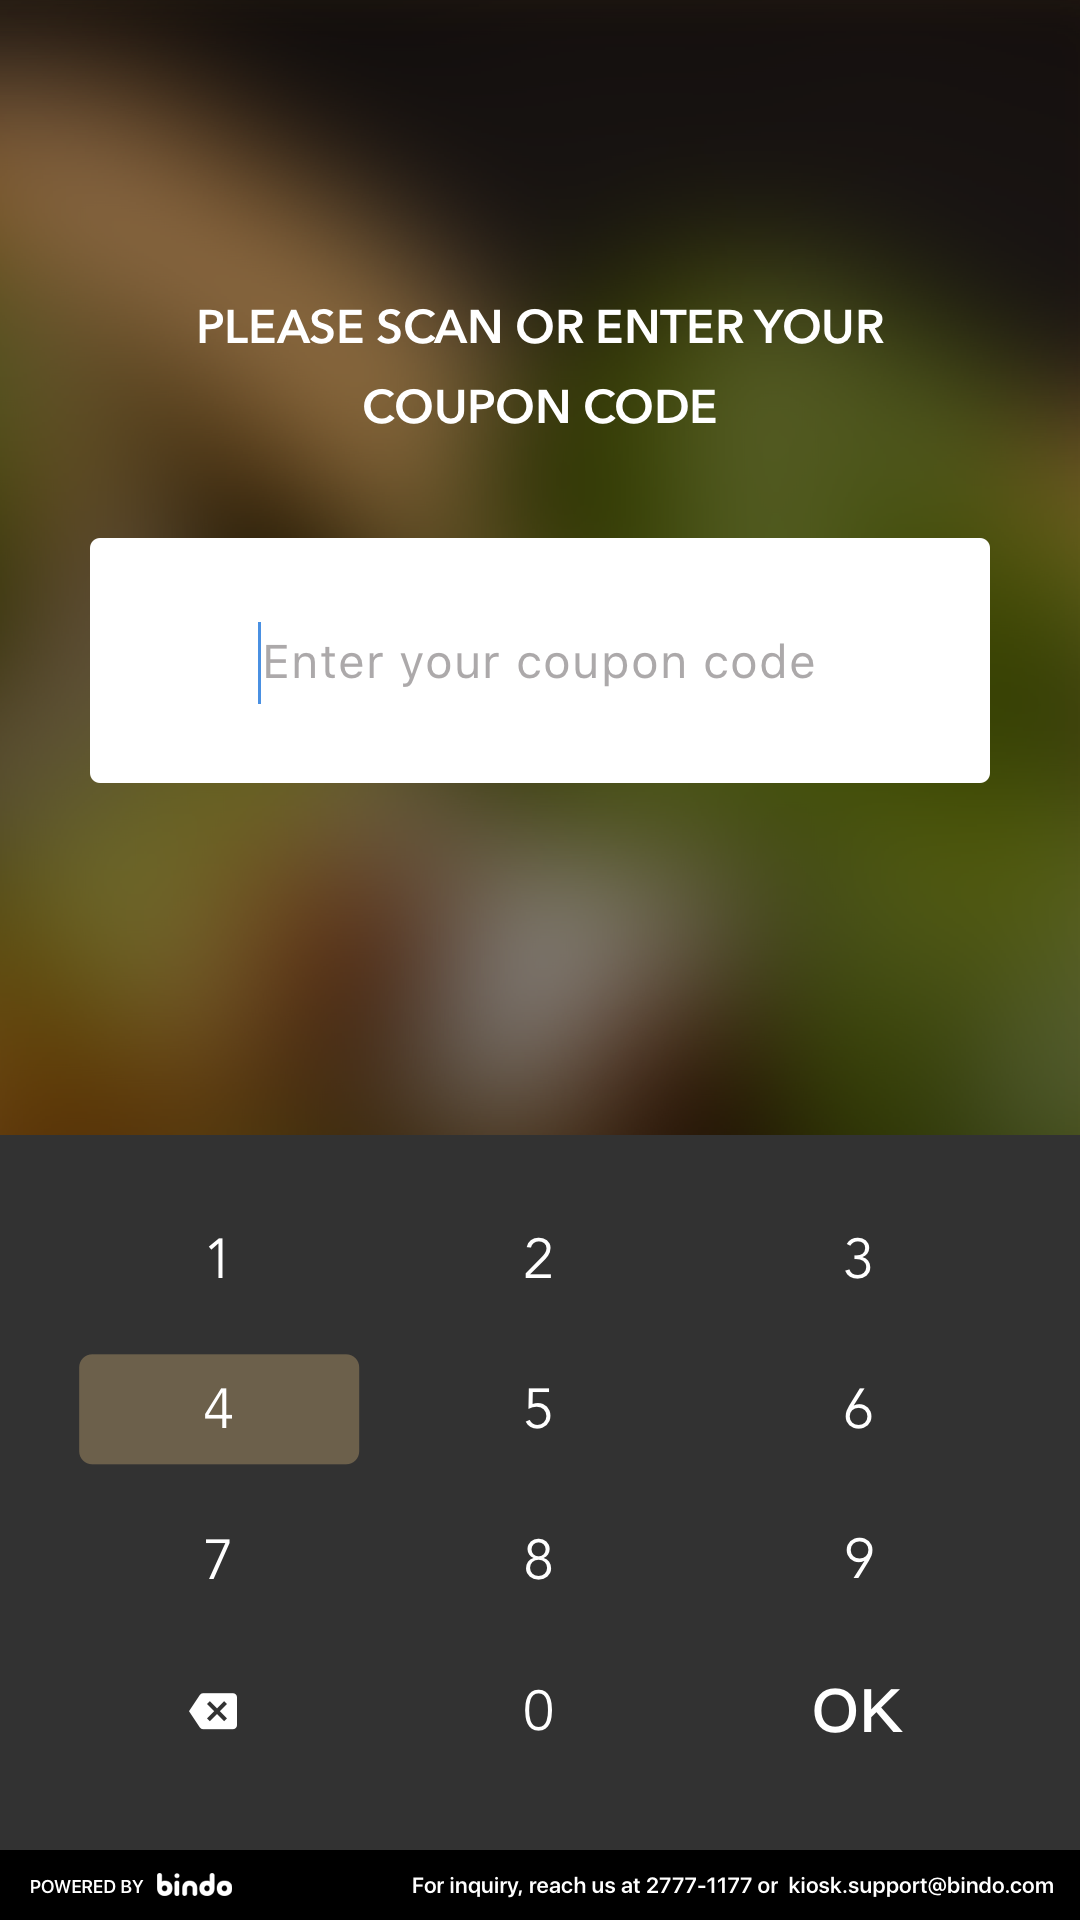 PLEASE SCAN OR ENTER YOUR
COUPON CODE
Enter your coupon code
1 2 3
4 5 6
7 8 9
0 OK
POWERED BY bindo For inquiry, reach us at 2777-1177 or kiosk.support@bindo.com